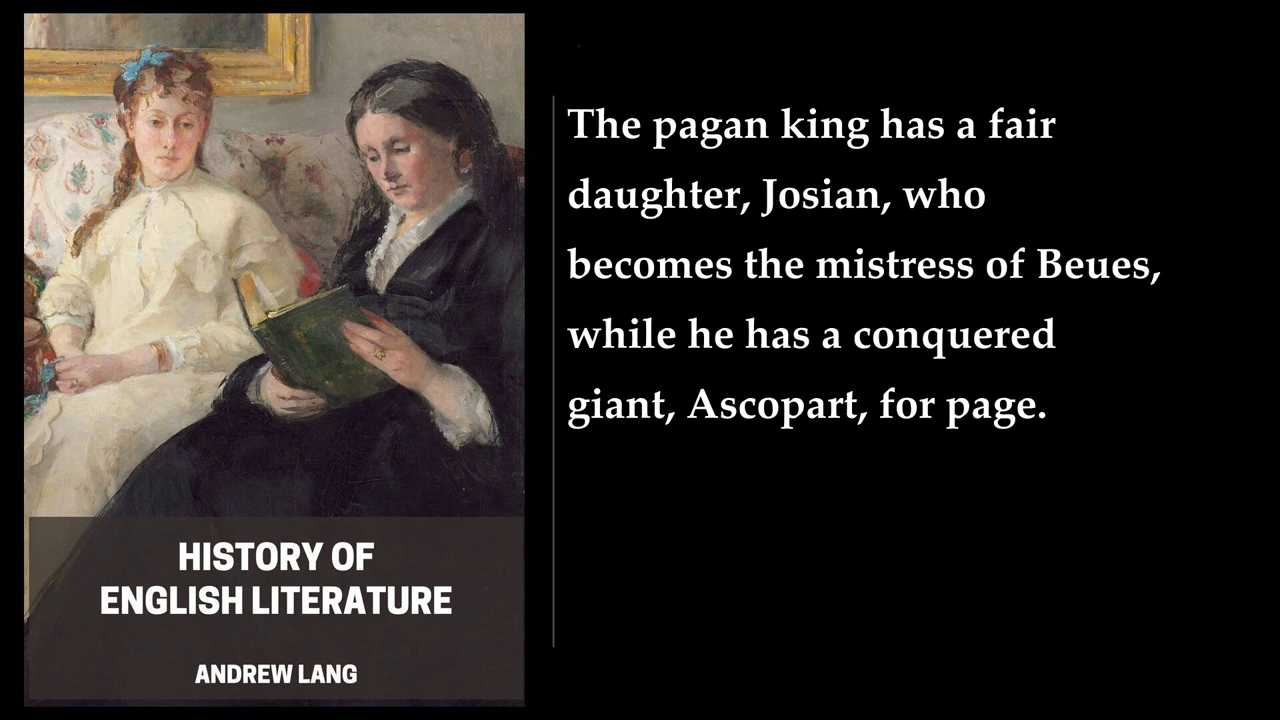 The pagan king has a fair
daughter, Josian, who
becomes the mistress of Beues,
while he has a conquered
giant, Ascopart, for page.
HISTORY OF
ENGLISH LITERATURE
ANDREW LANG